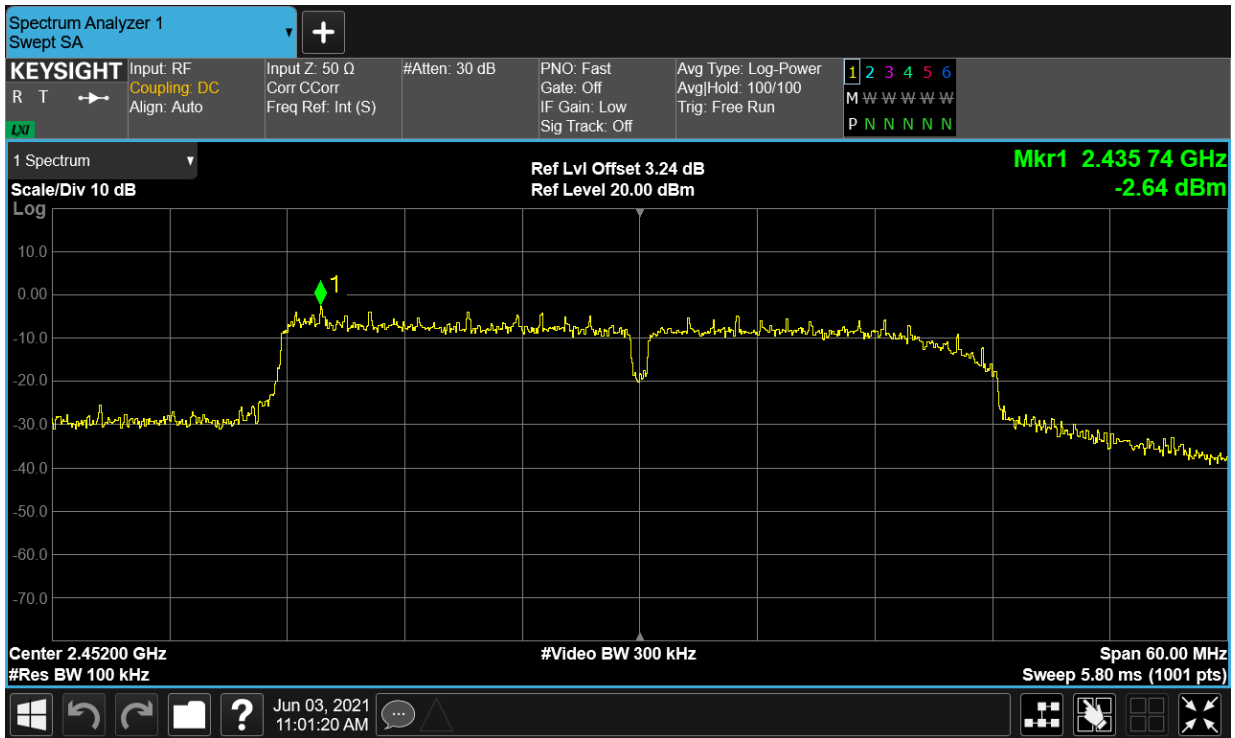 Spectrum Analyzer 1
Swept SA
KEYSIGHT
R T
LXI
Input: RF
Coupling: DC
Align: Auto
Input Z: 50 Ω
Corr CCorr
Freq Ref: Int (S)
#Atten: 30 dB
PNO: Fast
Gate: Off
IF Gain: Low
Sig Track: Off
Avg Type: Log-Power
Avg|Hold: 100/100
Trig: Free Run
1 2 3 4 5 6
M W W W W W
P N N N N N
1 Spectrum
Scale/Div 10 dB
Log
Ref Lvl Offset 3.24 dB
Ref Level 20.00 dBm
Mkr1 2.435 74 GHz
-2.64 dBm
1
10.0
0.00
-10.0
-20.0
-30.0
-40.0
-50.0
-60.0
-70.0
Center 2.45200 GHz
#Video BW 300 kHz
Span 60.00 MHz
#Res BW 100 kHz
Sweep 5.80 ms (1001 pts)
?
Jun 03, 2021
11:01:20 AM